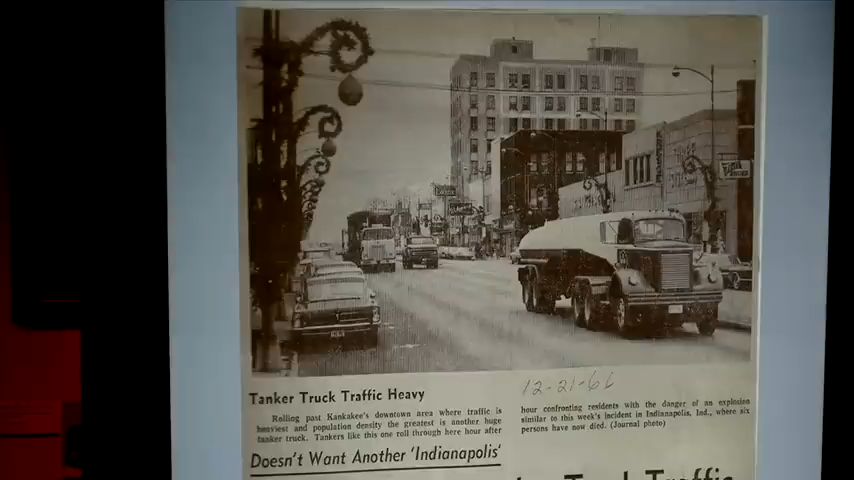 12-21-66
Tanker Truck Traffic Heavy
Rolling past Kankakee's downtown area where traffic is
heaviest and population density the greatest is another huge
tanker truck. Tankers like this one roll through here hour after
hour confronting residents with the danger of an explosion
similar to this week's incident in Indianapolis, Ind., where six
persons have now died. (Journal photo)
Doesn't Want Another 'Indianapolis'
Truck Traffic